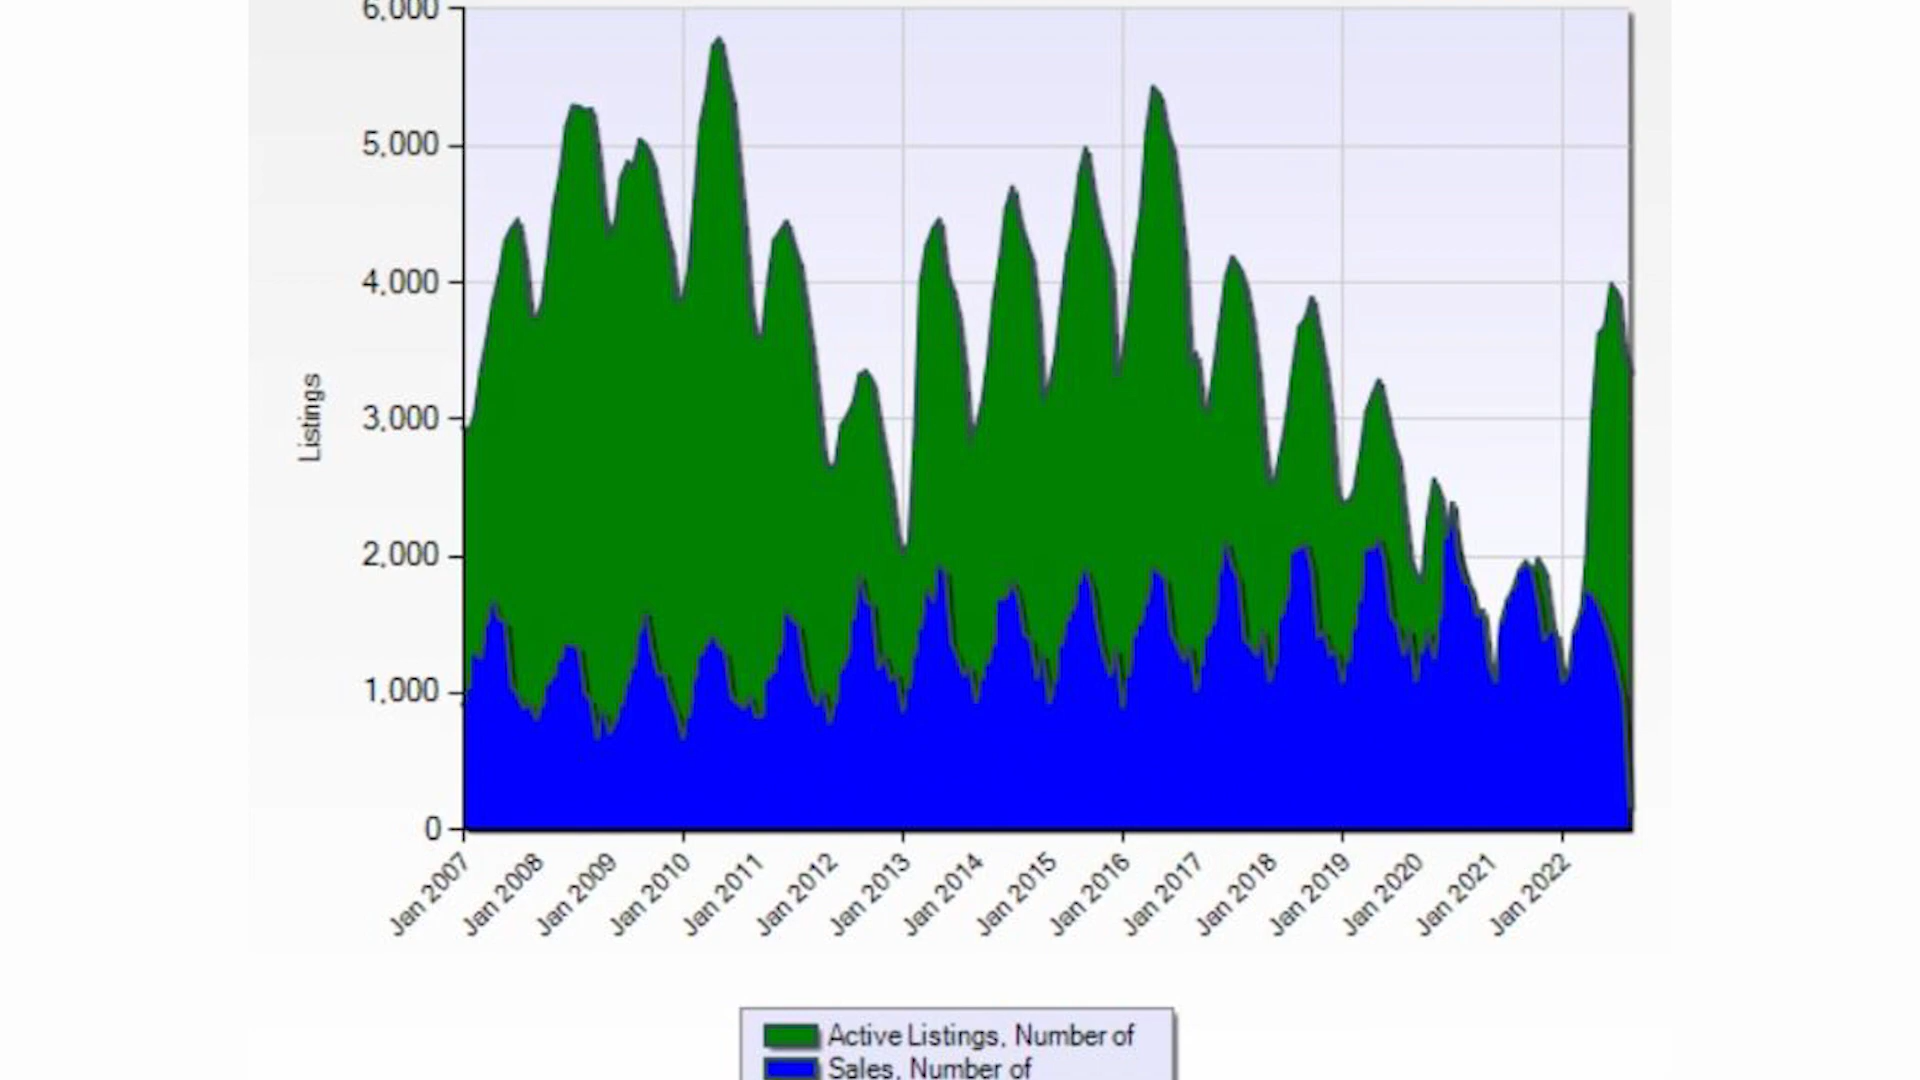 6,000
5,000
4,000
3,000
2,000
1,000
0
Listings
Jan 2007
Jan 2008
Jan 2009
Jan 2010
Jan 2011
Jan 2012
Jan 2013
Jan 2014
Jan 2015
Jan 2016
Jan 2017
Jan 2018
Jan 2019
Jan 2020
Jan 2021
Jan 2022
Active Listings, Number of
Sales, Number of